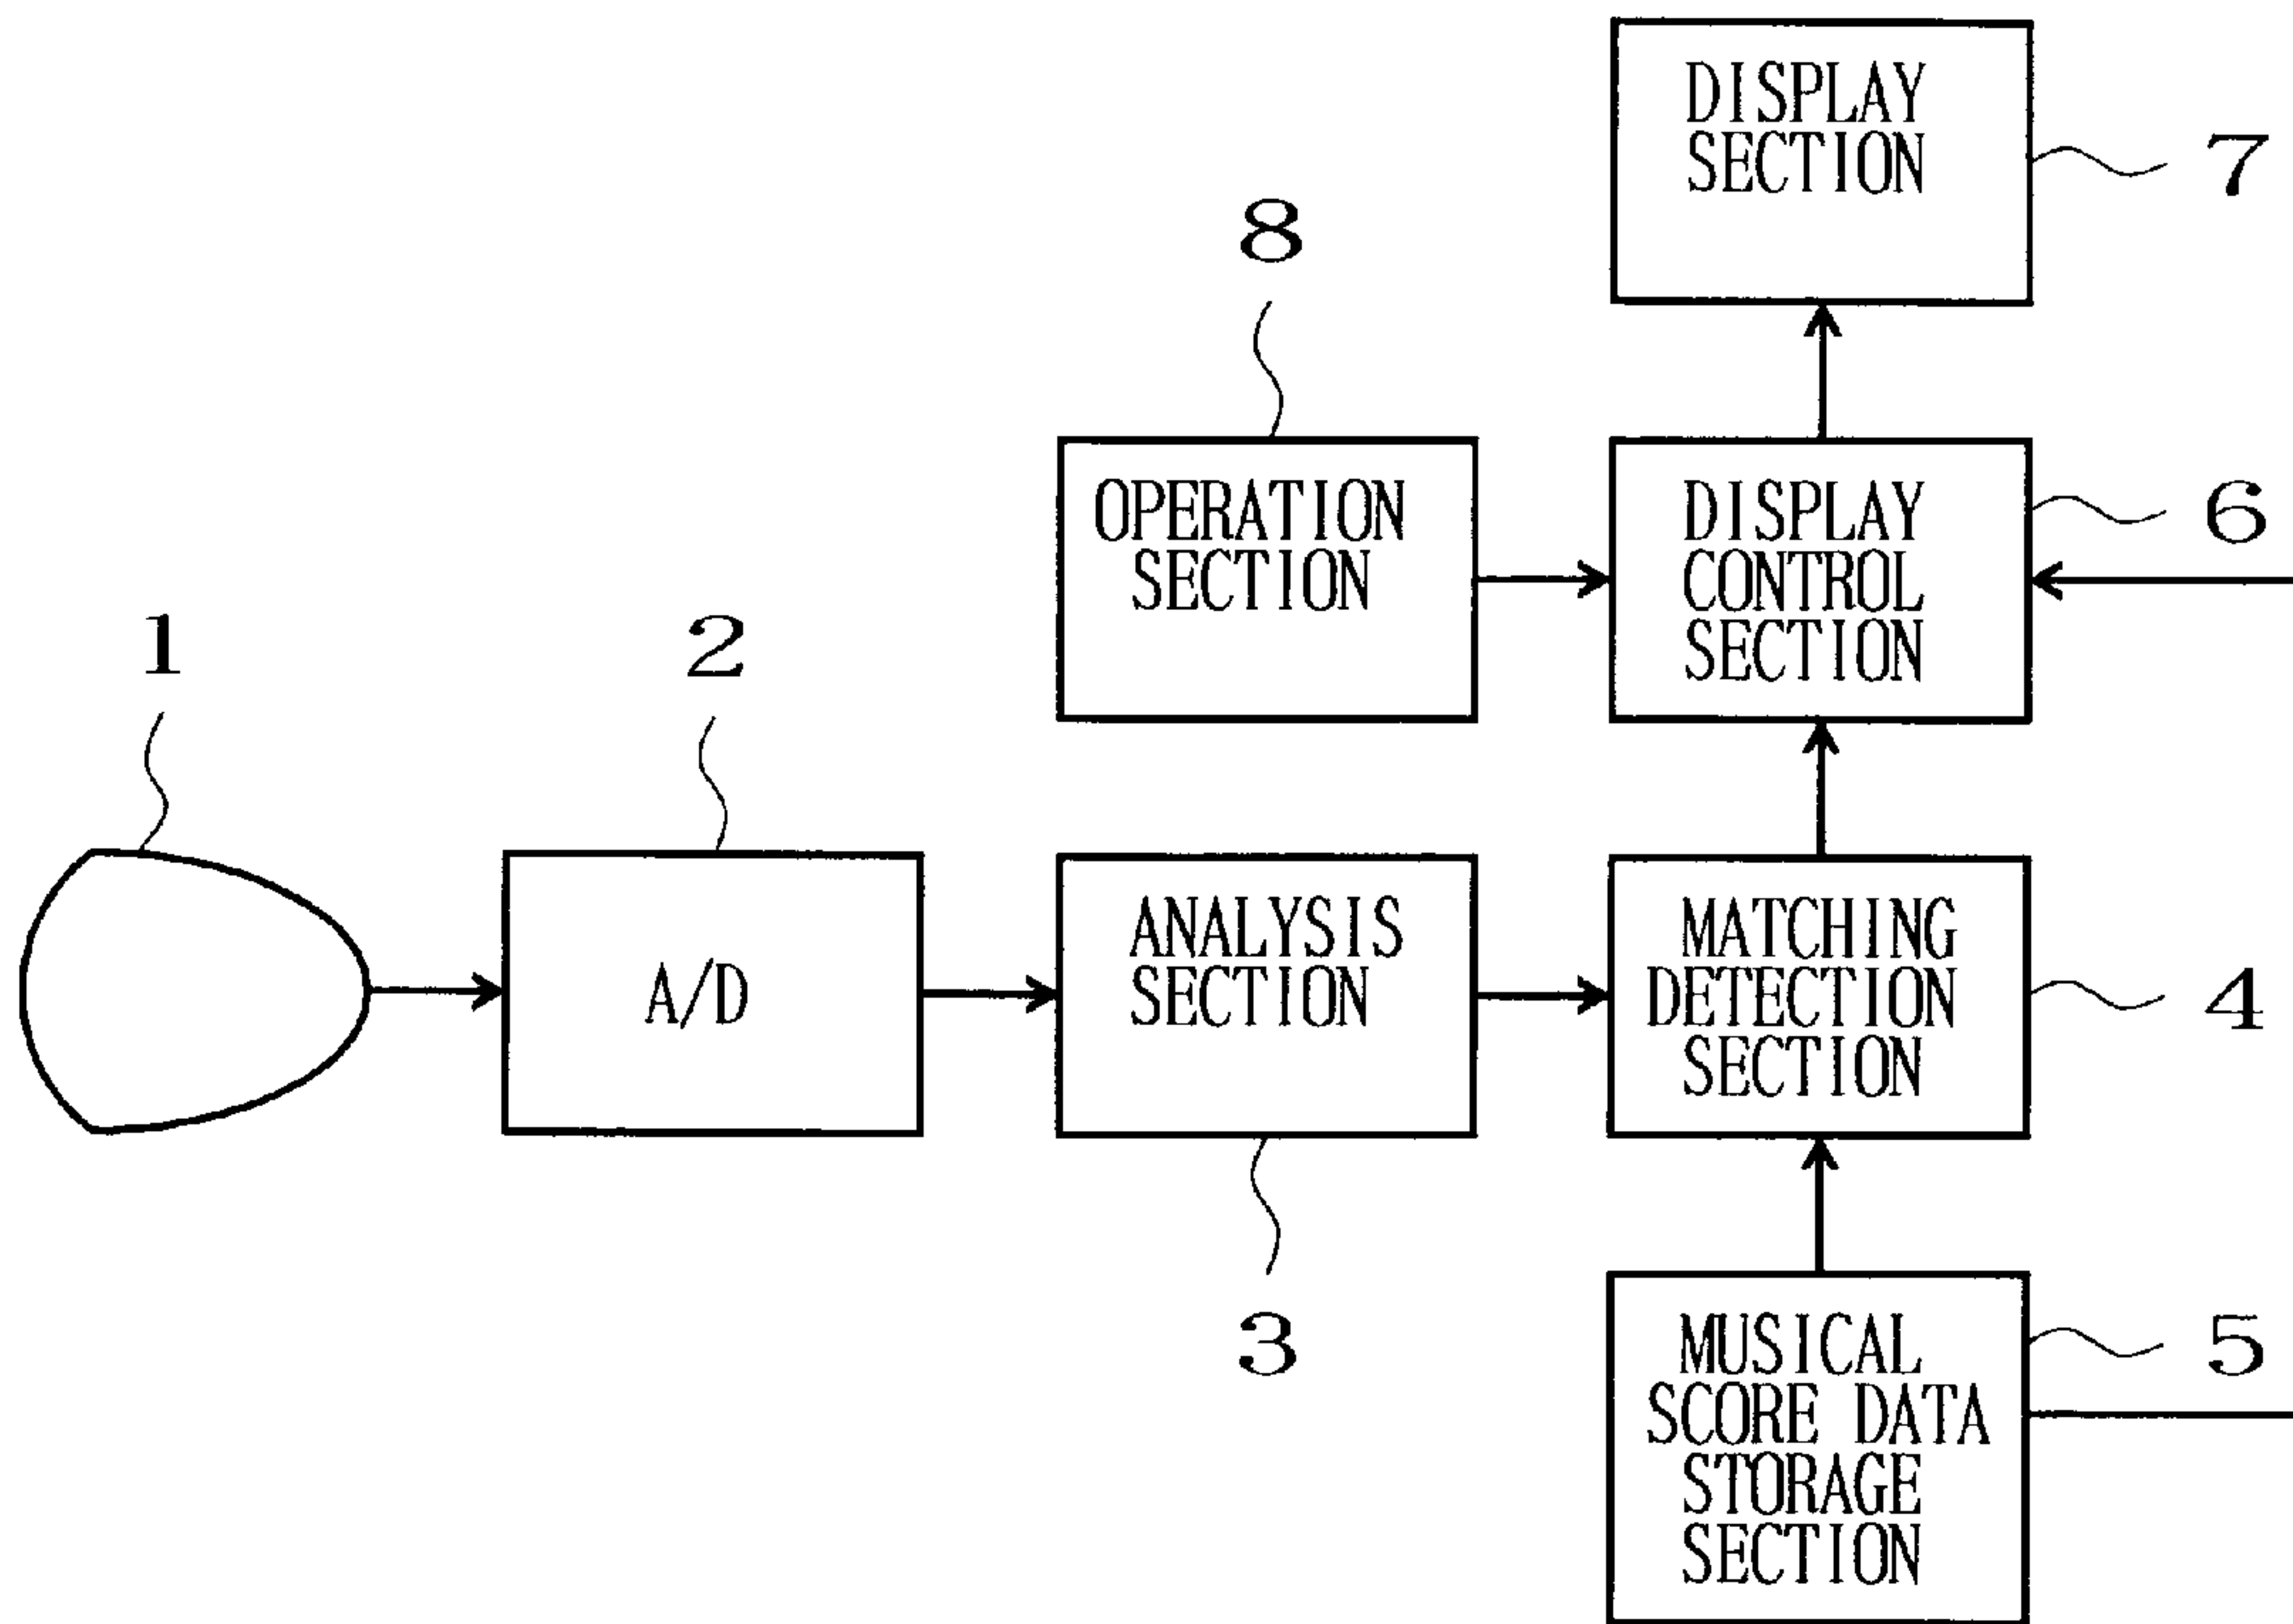 DISPLAY
SECTION
7
8
OPERATION
SECTION
DISPLAY
CONTROL
SECTION
6
1
2
A/D
ANALYSIS
SECTION
3
MATCHING
DETECTION
SECTION
4
MUSICAL
SCORE DATA
STORAGE
SECTION
5